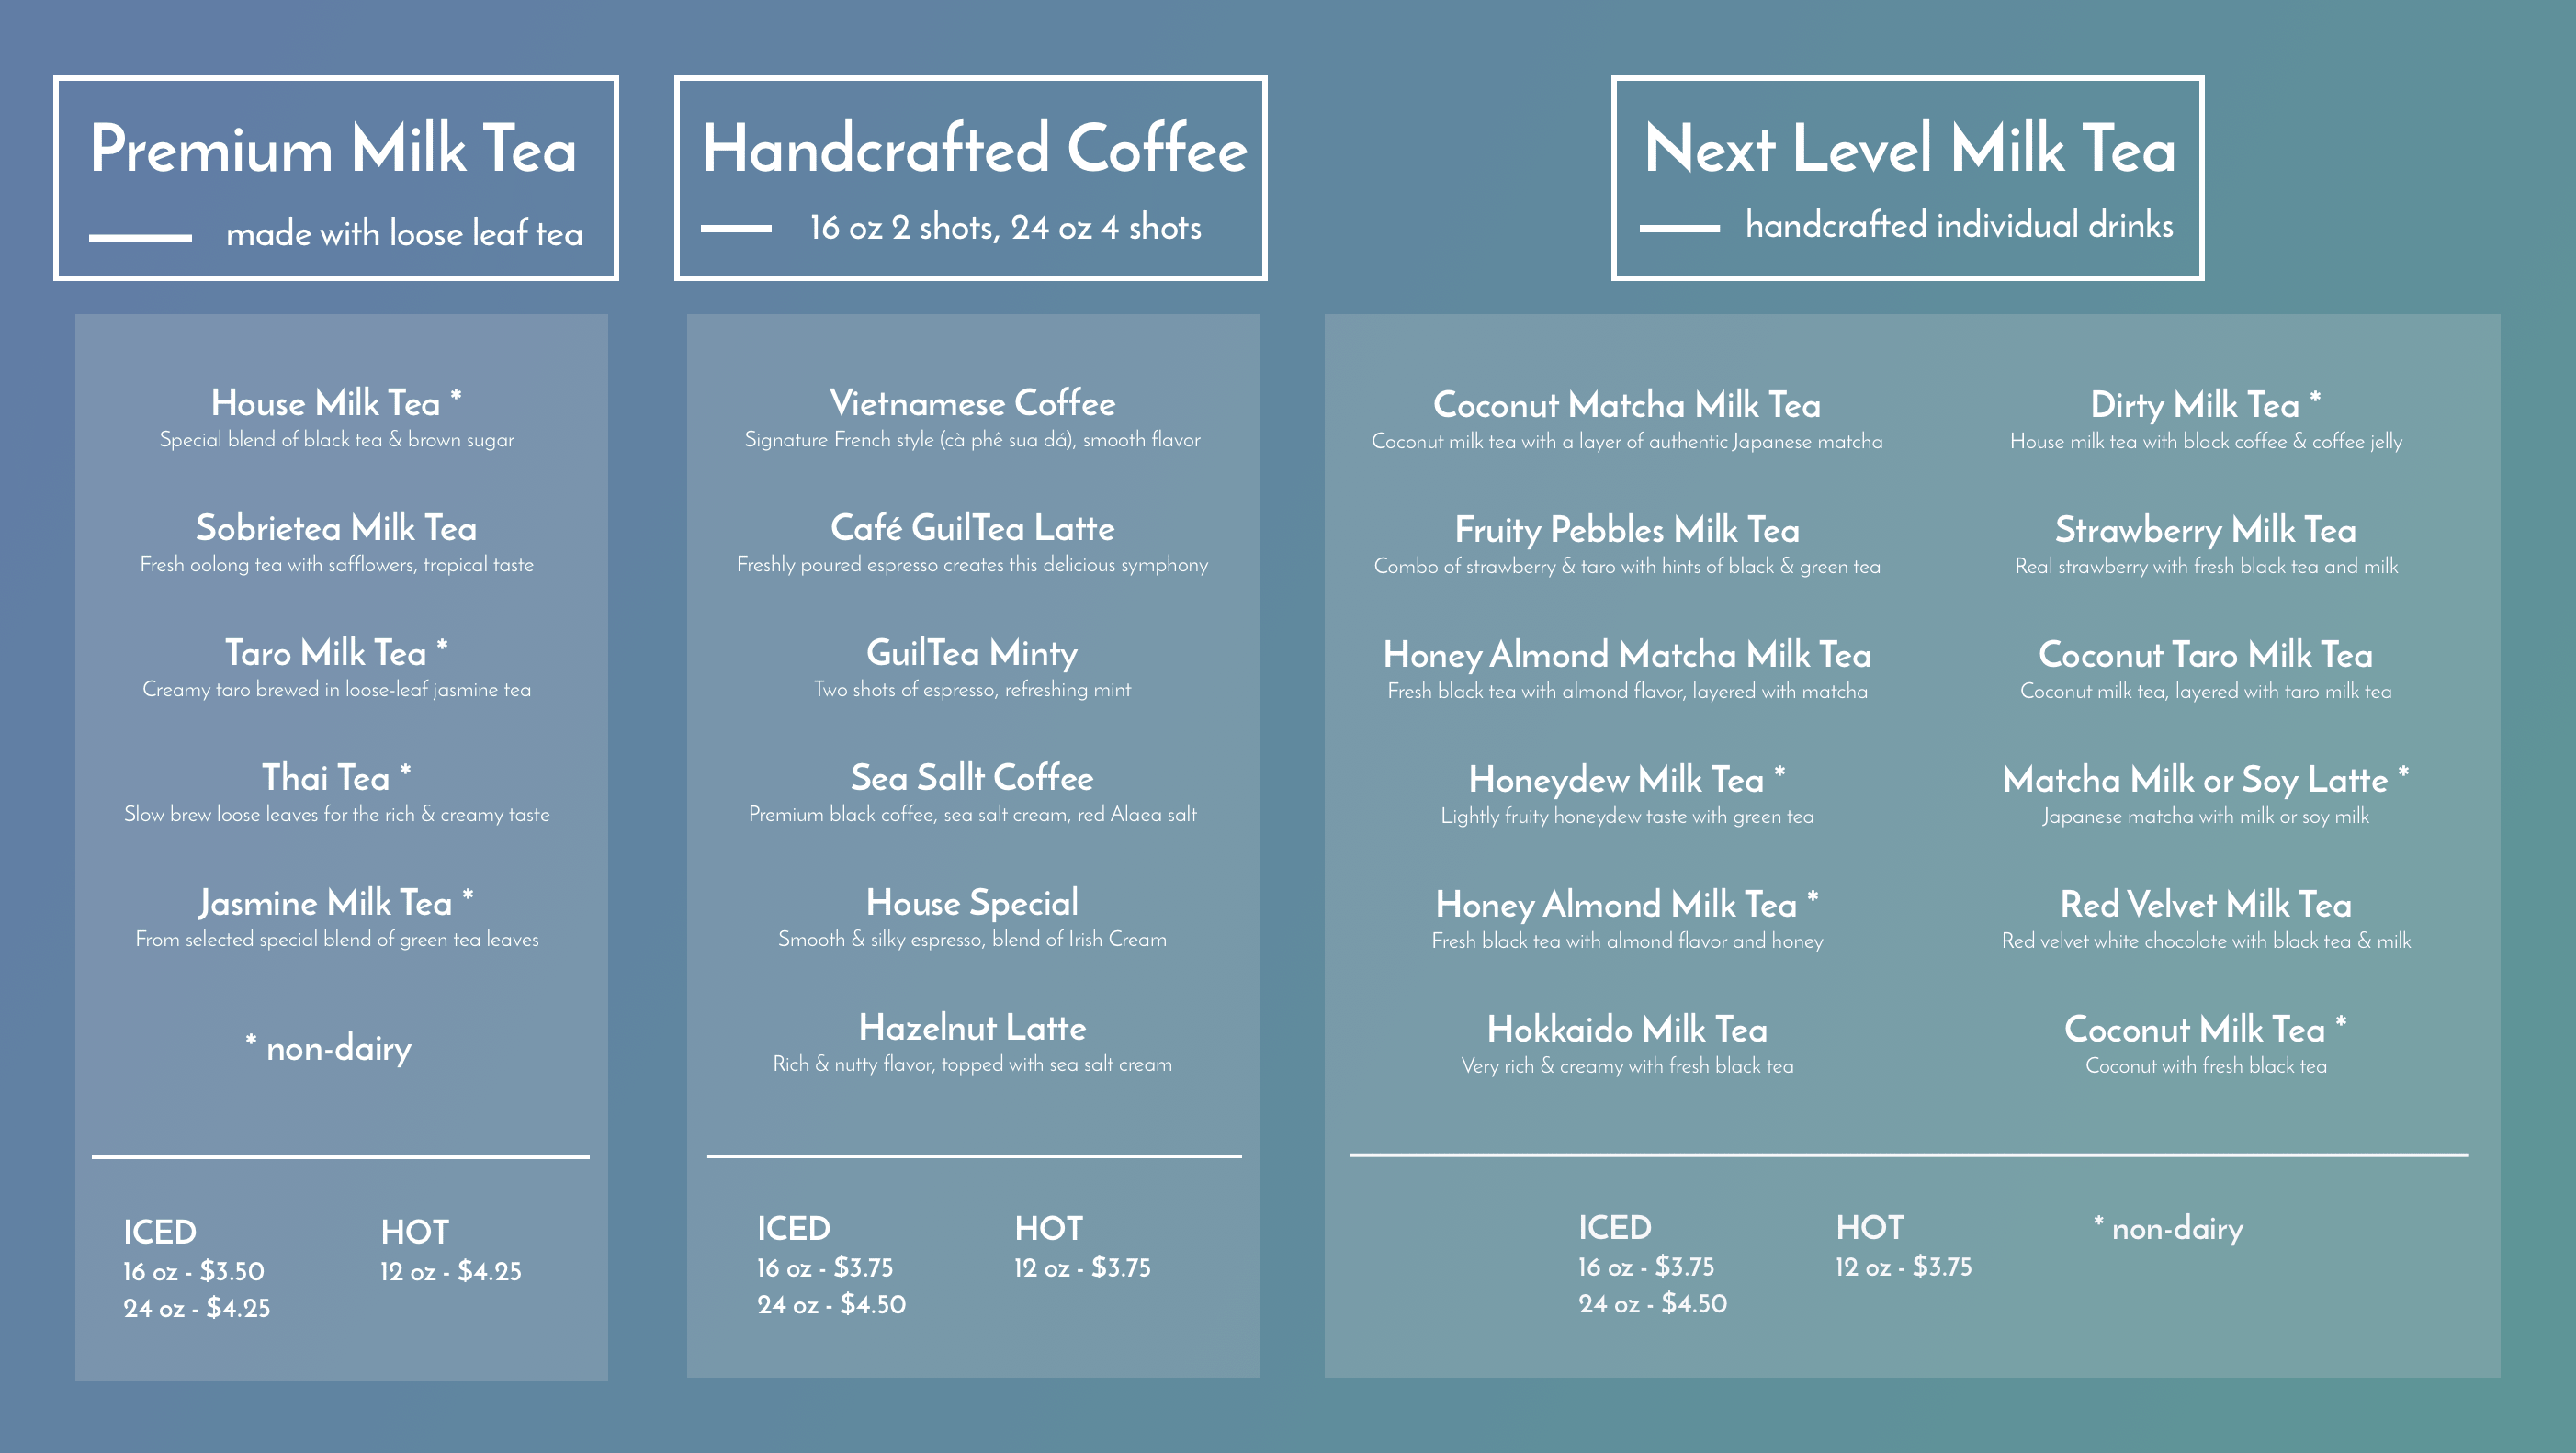 Premium Milk Tea
made with loose leaf tea
House Milk Tea *
Special blend of black tea & brown sugar
Sobrietea Milk Tea
Fresh oolong tea with safflowers, tropical taste
Taro Milk Tea *
Creamy taro brewed in loose-leaf jasmine tea
Thai Tea *
Slow brew loose leaves for the rich & creamy taste
Jasmine Milk Tea *
From selected special blend of green tea leaves
* non-dairy
ICED
16 oz - $3.50
24 oz - $4.25
HOT
12 oz - $4.25
Handcrafted Coffee
16 oz 2 shots, 24 oz 4 shots
Vietnamese Coffee
Signature French style (cà phê sua dá), smooth flavor
Café GuilTea Latte
Freshly poured espresso creates this delicious symphony
GuilTea Minty
Two shots of espresso, refreshing mint
Sea Sallt Coffee
Premium black coffee, sea salt cream, red Alaea salt
House Special
Smooth & silky espresso, blend of Irish Cream
Hazelnut Latte
Rich & nutty flavor, topped with sea salt cream
ICED
16 oz - $3.75
24 oz - $4.50
HOT
12 oz - $3.75
Next Level Milk Tea
handcrafted individual drinks
Coconut Matcha Milk Tea
Coconut milk tea with a layer of authentic Japanese matcha
Fruity Pebbles Milk Tea
Combo of strawberry & taro with hints of black & green tea
Honey Almond Matcha Milk Tea
Fresh black tea with almond flavor, layered with matcha
Honeydew Milk Tea *
Lightly fruity honeydew taste with green tea
Honey Almond Milk Tea *
Fresh black tea with almond flavor and honey
Hokkaido Milk Tea
Very rich & creamy with fresh black tea
Dirty Milk Tea *
House milk tea with black coffee & coffee jelly
Strawberry Milk Tea
Real strawberry with fresh black tea and milk
Coconut Taro Milk Tea
Coconut milk tea, layered with taro milk tea
Matcha Milk or Soy Latte *
Japanese matcha with milk or soy milk
Red Velvet Milk Tea
Red velvet white chocolate with black tea & milk
Coconut Milk Tea *
Coconut with fresh black tea
ICED
16 oz - $3.75
24 oz - $4.50
HOT
12 oz - $3.75
* non-dairy